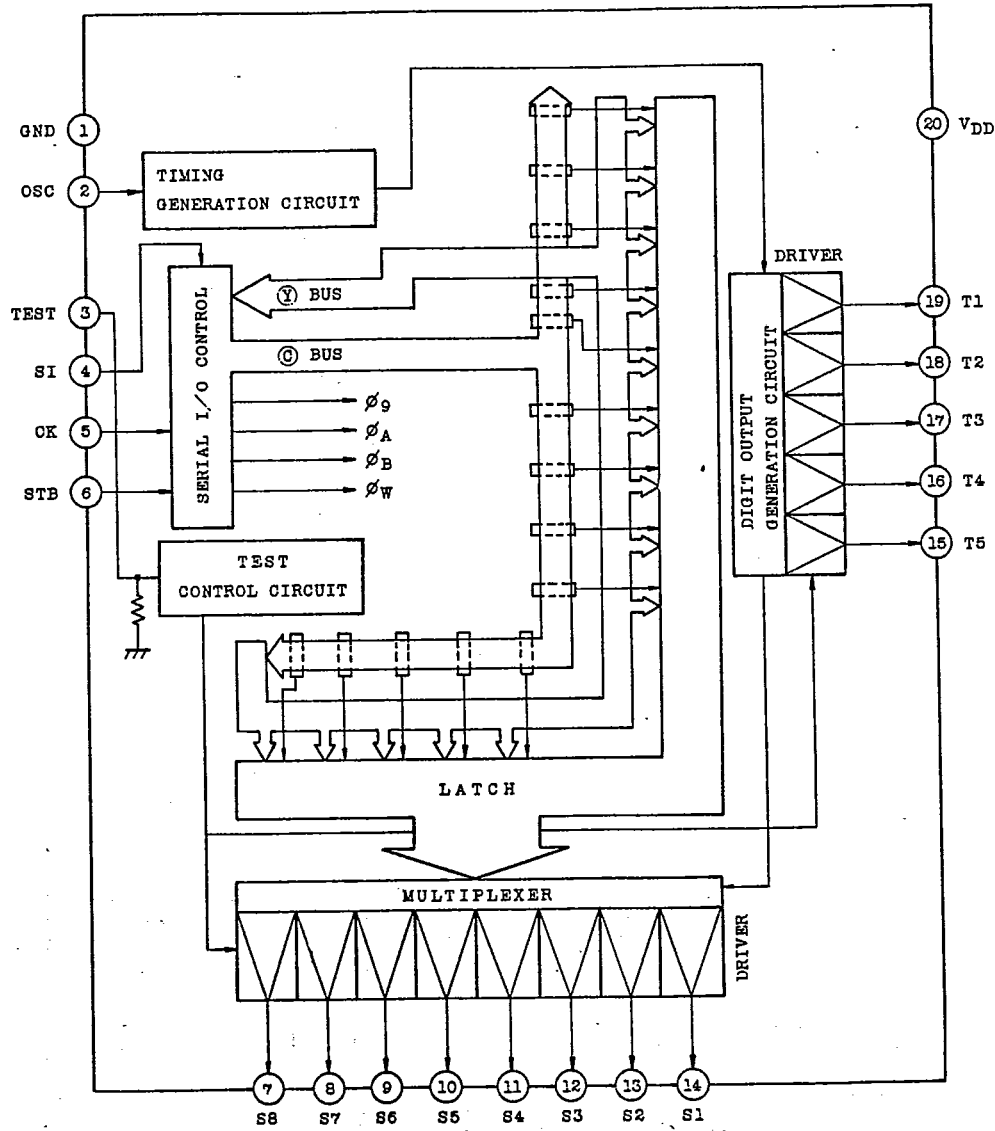 GND 1
OSC 2
TEST 3
SI 4
CK 5
STB 6
TIMING
GENERATION CIRCUIT
SERIAL I/O CONTROL
Ⓨ BUS
Ⓒ BUS
Ø9
ØA
ØB
ØW
TEST
CONTROL CIRCUIT
LATCH
MULTIPLEXER
DRIVER
DRIVER
DIGIT OUTPUT
GENERATION CIRCUIT
20 VDD
19 T1
18 T2
17 T3
16 T4
15 T5
7 8 9 10 11 12 13 14
S8 S7 S6 S5 S4 S3 S2 S1